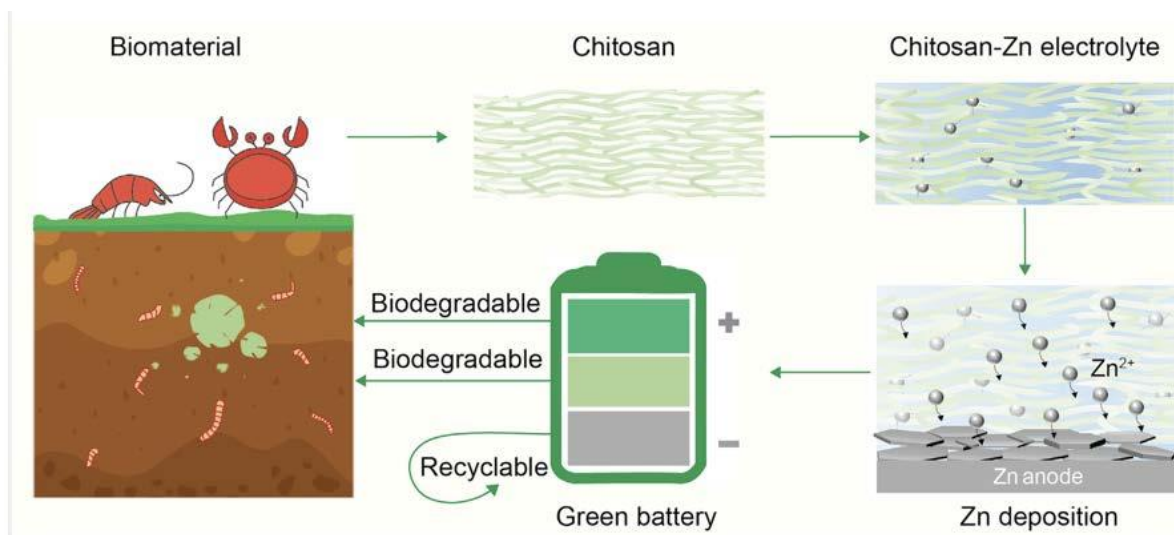 Biomaterial
Chitosan
Chitosan-Zn electrolyte
Biodegradable
Biodegradable
Recyclable
+
−
Green battery
Zn²⁺
Zn anode
Zn deposition